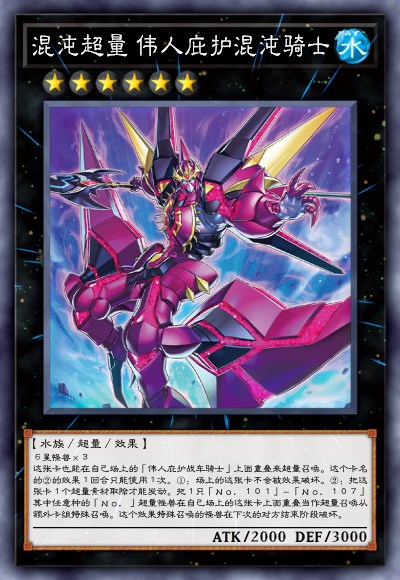 混沌超量 伟人庇护混沌骑士
水
【水族/超量/效果】
６星怪兽×３
这张卡也能在自己场上的「伟人庇护战车骑士」上面重叠来超量召唤。这个卡名
的②的效果１回合只能使用１次。①：场上的这张卡不会被效果破坏。②：把这
张卡１个超量素材取除才能发动。把１只「Ｎｏ．１０１」～「Ｎｏ．１０７」
其中任意种的「Ｎｏ．」超量怪兽在自己场上的这张卡上面重叠当作超量召唤从
额外卡组特殊召唤。这个效果特殊召唤的怪兽在下次的对方结束阶段破坏。
ATK/2000 DEF/3000